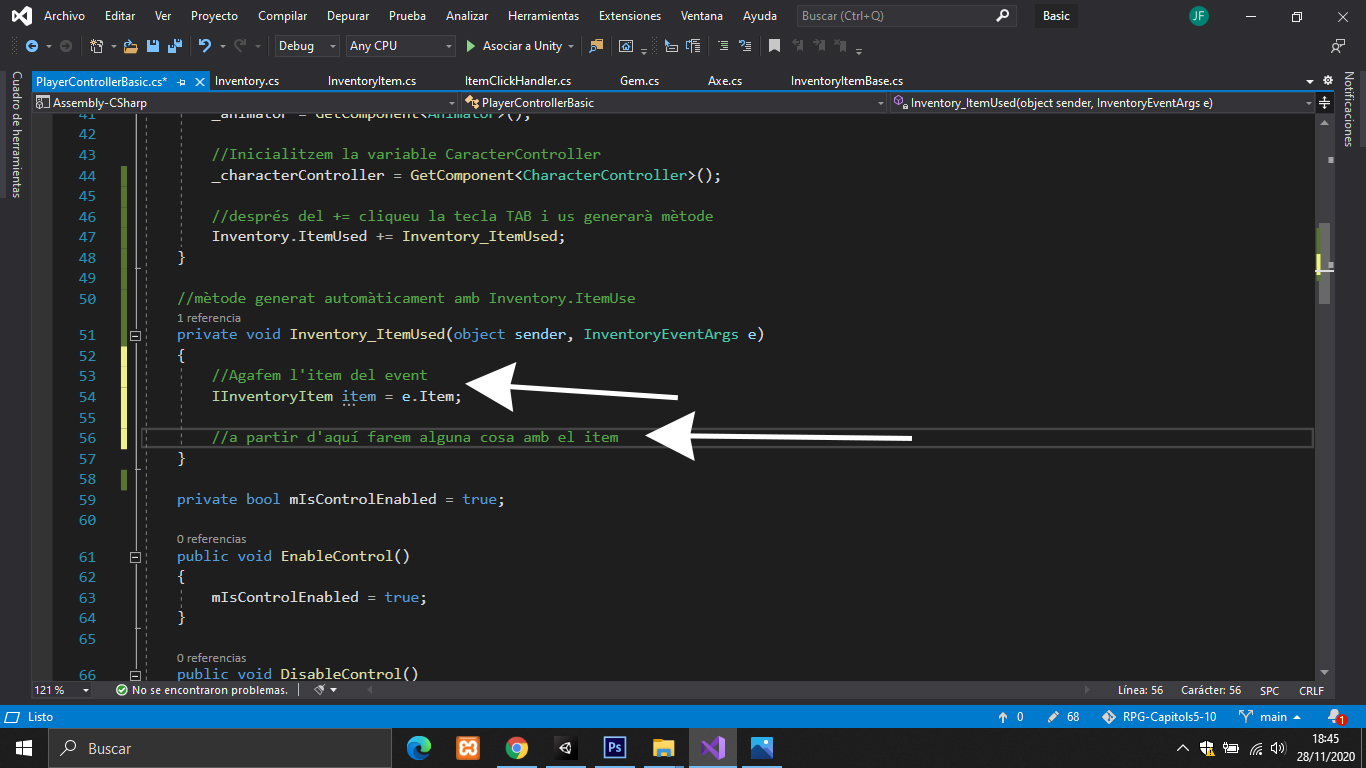 Archivo Editar Ver Proyecto Compilar Depurar Prueba Analizar Herramientas Extensiones Ventana Ayuda Buscar (Ctrl+Q) Basic JF
Debug Any CPU Asociar a Unity
PlayerControllerBasic.cs* Inventory.cs InventoryItem.cs ItemClickHandler.cs Gem.cs Axe.cs InventoryItemBase.cs
Assembly-CSharp PlayerControllerBasic Inventory_ItemUsed(object sender, InventoryEventArgs e)
Cuadro de herramientas
Notificaciones
41 _animator = GetComponent<Animator>();
42
43 //Inicialitzem la variable CaracterController
44 _characterController = GetComponent<CharacterController>();
45
46 //després del += cliqueu la tecla TAB i us generarà mètode
47 Inventory.ItemUsed += Inventory_ItemUsed;
48 }
49
50 //mètode generat automàticament amb Inventory.ItemUse
1 referencia
51 private void Inventory_ItemUsed(object sender, InventoryEventArgs e)
52 {
53 //Agafem l'item del event
54 IInventoryItem item = e.Item;
55
56 //a partir d'aquí farem alguna cosa amb el item
57 }
58
59 private bool mIsControlEnabled = true;
60
0 referencias
61 public void EnableControl()
62 {
63 mIsControlEnabled = true;
64 }
65
0 referencias
66 public void DisableControl()
121 % No se encontraron problemas. Línea: 56 Carácter: 56 SPC CRLF
Listo 0 68 RPG-Capitols5-10 main 1
Buscar Ps 18:45
28/11/2020